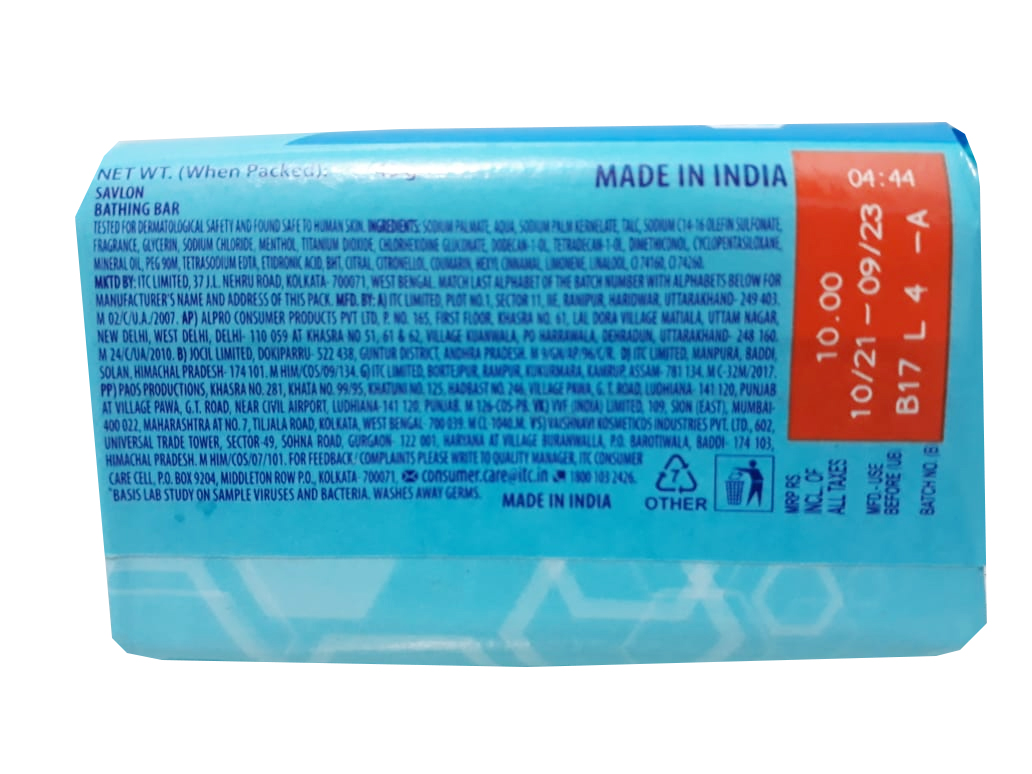 NET WT. (When Packed):
MADE IN INDIA
SAVLON
BATHING BAR
TESTED FOR DERMATOLOGICAL SAFETY AND FOUND SAFE TO HUMAN SKIN. INGREDIENTS: SODIUM PALMATE, AQUA, SODIUM PALM KERNELATE, TALC, SODIUM C14-16 OLEFIN SULFONATE,
FRAGRANCE, GLYCERIN, SODIUM CHLORIDE, MENTHOL, TITANIUM DIOXIDE, CHLORHEXIDINE GLUKONATE, DODECAN-1-OL, TETRADECAN-1-OL, DIMETHICONOL, CYCLOPENTASILOXANE,
MINERAL OIL, PEG 90M, TETRASODIUM EDTA, ETIDRONIC ACID, BHT, CITRAL, CITRONELLOL, COUMARIN, HEXYL CINNAMAL, LIMONENE, LINALOOL, CI 74160, CI 74260.
MKTD BY: ITC LIMITED, 37 J.L. NEHRU ROAD, KOLKATA- 700071, WEST BENGAL. MATCH LAST ALPHABET OF THE BATCH NUMBER WITH ALPHABETS BELOW FOR
MANUFACTURER'S NAME AND ADDRESS OF THIS PACK. MFD. BY: A) ITC LIMITED, PLOT NO.1, SECTOR 11, IIE, RANIPUR, HARIDWAR, UTTARAKHAND- 249 403.
M 02/C/U.A./2007. AP) ALPRO CONSUMER PRODUCTS PVT LTD, P. NO. 165, FIRST FLOOR, KHASRA NO. 61, LAL DORA VILLAGE MATIALA, UTTAM NAGAR,
NEW DELHI, WEST DELHI, DELHI- 110 059 AT KHASRA NO 51, 61 & 62, VILLAGE KUANWALA, PO HARRAWALA, DEHRADUN, UTTARAKHAND- 248 160.
M 24/C/UA/2010. B) JOCIL LIMITED, DOKIPARRU- 522 438, GUNTUR DISTRICT, ANDHRA PRADESH. M 9/GN/AP/96/C/R. D) ITC LIMITED, MANPURA, BADDI,
SOLAN, HIMACHAL PRADESH- 174 101. M HIM/COS/09/134. G) ITC LIMITED, BORTEJPUR, RAMPUR, KUKURMARA, KAMRUP, ASSAM- 781 134. M C-32M/2017.
PP) PAOS PRODUCTIONS, KHASRA NO. 281, KHATA NO. 99/95, KHATUNI NO. 125, HADBAST NO. 246, VILLAGE PAWA, G. T. ROAD, LUDHIANA- 141 120, PUNJAB
AT VILLAGE PAWA, G.T. ROAD, NEAR CIVIL AIRPORT, LUDHIANA-141 120, PUNJAB. M 126-COS-PB. VK) VVF (INDIA) LIMITED, 109, SION (EAST), MUMBAI-
400 022, MAHARASHTRA AT NO. 7, TILJALA ROAD, KOLKATA, WEST BENGAL- 700 039. M CL 1040.M. VS) VAISHNAVI KOSMETICOS INDUSTRIES PVT. LTD., 602,
UNIVERSAL TRADE TOWER, SECTOR-49, SOHNA ROAD, GURGAON- 122 001, HARYANA AT VILLAGE BURANWALLA, P.O. BAROTIWALA, BADDI- 174 103,
HIMACHAL PRADESH. M HIM/COS/07/101. FOR FEEDBACK/ COMPLAINTS PLEASE WRITE TO QUALITY MANAGER, ITC CONSUMER
CARE CELL, P.O. BOX 9204, MIDDLETON ROW P.O., KOLKATA- 700071, consumer.care@itc.in 1800 103 2426.
*BASIS LAB STUDY ON SAMPLE VIRUSES AND BACTERIA. WASHES AWAY GERMS.
MADE IN INDIA
7
OTHER
04:44
10.00
10/21 - 09/23
B17 L 4 -A
MRP RS.
INCL. OF
ALL TAXES
MFD.-USE
BEFORE (UB)
BATCH NO. (B